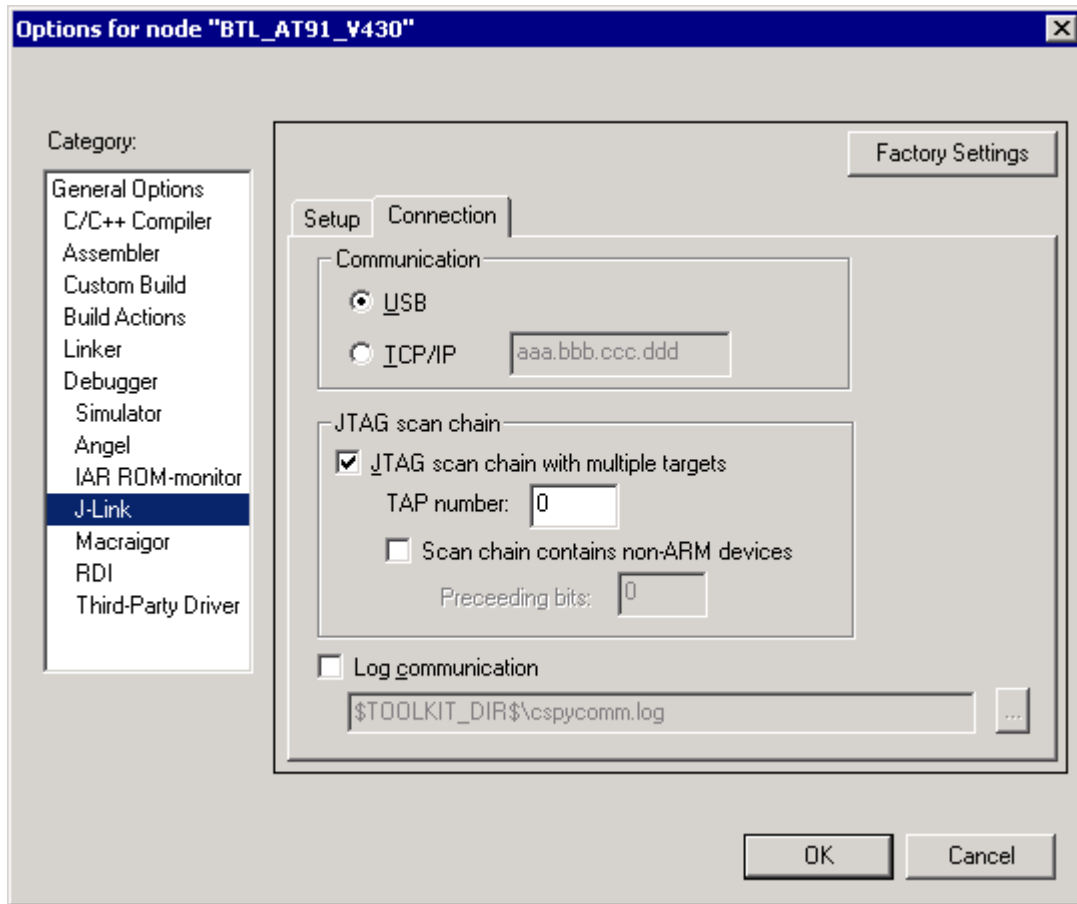 Options for node "BTL_AT91_V430"
Category:
General Options
C/C++ Compiler
Assembler
Custom Build
Build Actions
Linker
Debugger
Simulator
Angel
IAR ROM-monitor
J-Link
Macraigor
RDI
Third-Party Driver
Factory Settings
Setup
Connection
Communication
USB
TCP/IP
aaa.bbb.ccc.ddd
JTAG scan chain
JTAG scan chain with multiple targets
TAP number: 0
Scan chain contains non-ARM devices
Preceeding bits: 0
Log communication
$TOOLKIT_DIR$\cspycomm.log
...
OK
Cancel